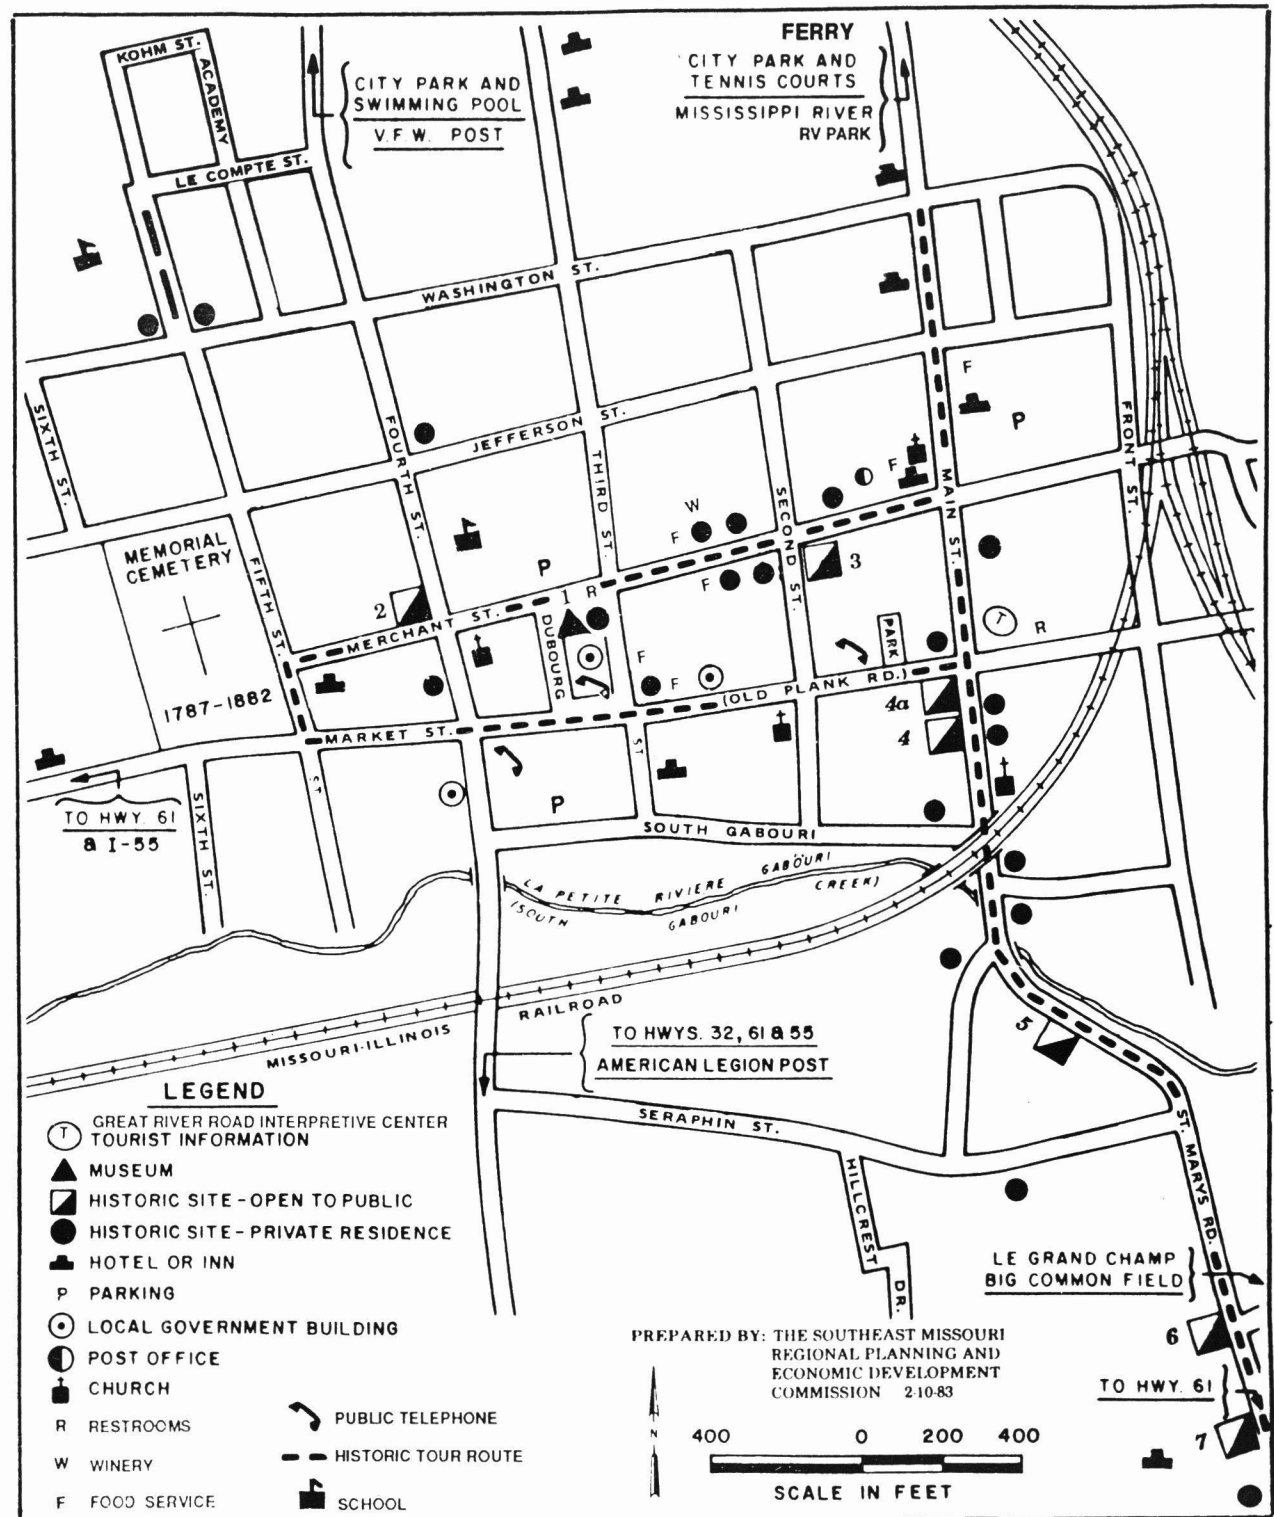 FERRY
KOHM ST.
ACADEMY
CITY PARK AND
SWIMMING POOL
V.F.W. POST
CITY PARK AND
TENNIS COURTS
MISSISSIPPI RIVER
RV PARK
LE COMPTE ST.
WASHINGTON ST.
JEFFERSON ST.
SIXTH ST.
FOURTH ST.
THIRD ST.
SECOND ST.
MAIN ST.
FRONT ST.
F
P
F
W
F
MEMORIAL
CEMETERY
1787-1882
FIFTH ST.
2
P
3
F
1
R
MERCHANT ST.
DUBOURG
F
F
PARK
T
R
MARKET ST.
(OLD PLANK RD.)
4a
4
ST
ST
P
TO HWY. 61
& I-55
SIXTH ST.
SOUTH GABOURI
LA PETITE RIVIERE GABOURI
(SOUTH GABOURI CREEK)
MISSOURI-ILLINOIS RAILROAD
5
TO HWYS. 32, 61 & 55
AMERICAN LEGION POST
SERAPHIN ST.
HILLCREST DR.
ST. MARYS RD.
LE GRAND CHAMP
BIG COMMON FIELD
6
TO HWY. 61
7
LEGEND
T GREAT RIVER ROAD INTERPRETIVE CENTER
TOURIST INFORMATION
MUSEUM
HISTORIC SITE - OPEN TO PUBLIC
HISTORIC SITE - PRIVATE RESIDENCE
HOTEL OR INN
P PARKING
LOCAL GOVERNMENT BUILDING
POST OFFICE
CHURCH
R RESTROOMS
W WINERY
F FOOD SERVICE
PUBLIC TELEPHONE
HISTORIC TOUR ROUTE
SCHOOL
PREPARED BY: THE SOUTHEAST MISSOURI
REGIONAL PLANNING AND
ECONOMIC DEVELOPMENT
COMMISSION 2-10-83
N
400 0 200 400
SCALE IN FEET